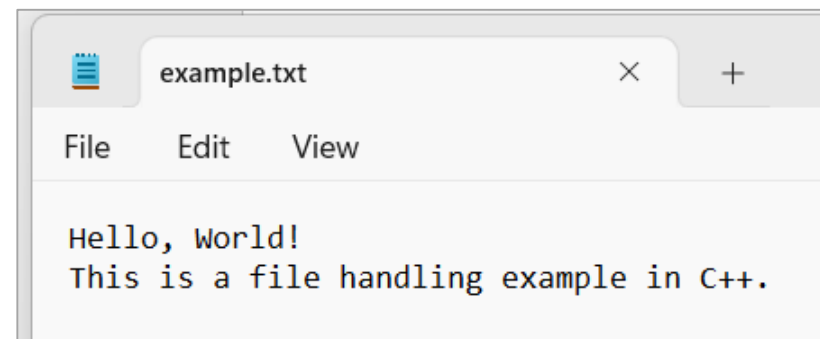 example.txt
File Edit View
Hello, World!
This is a file handling example in C++.